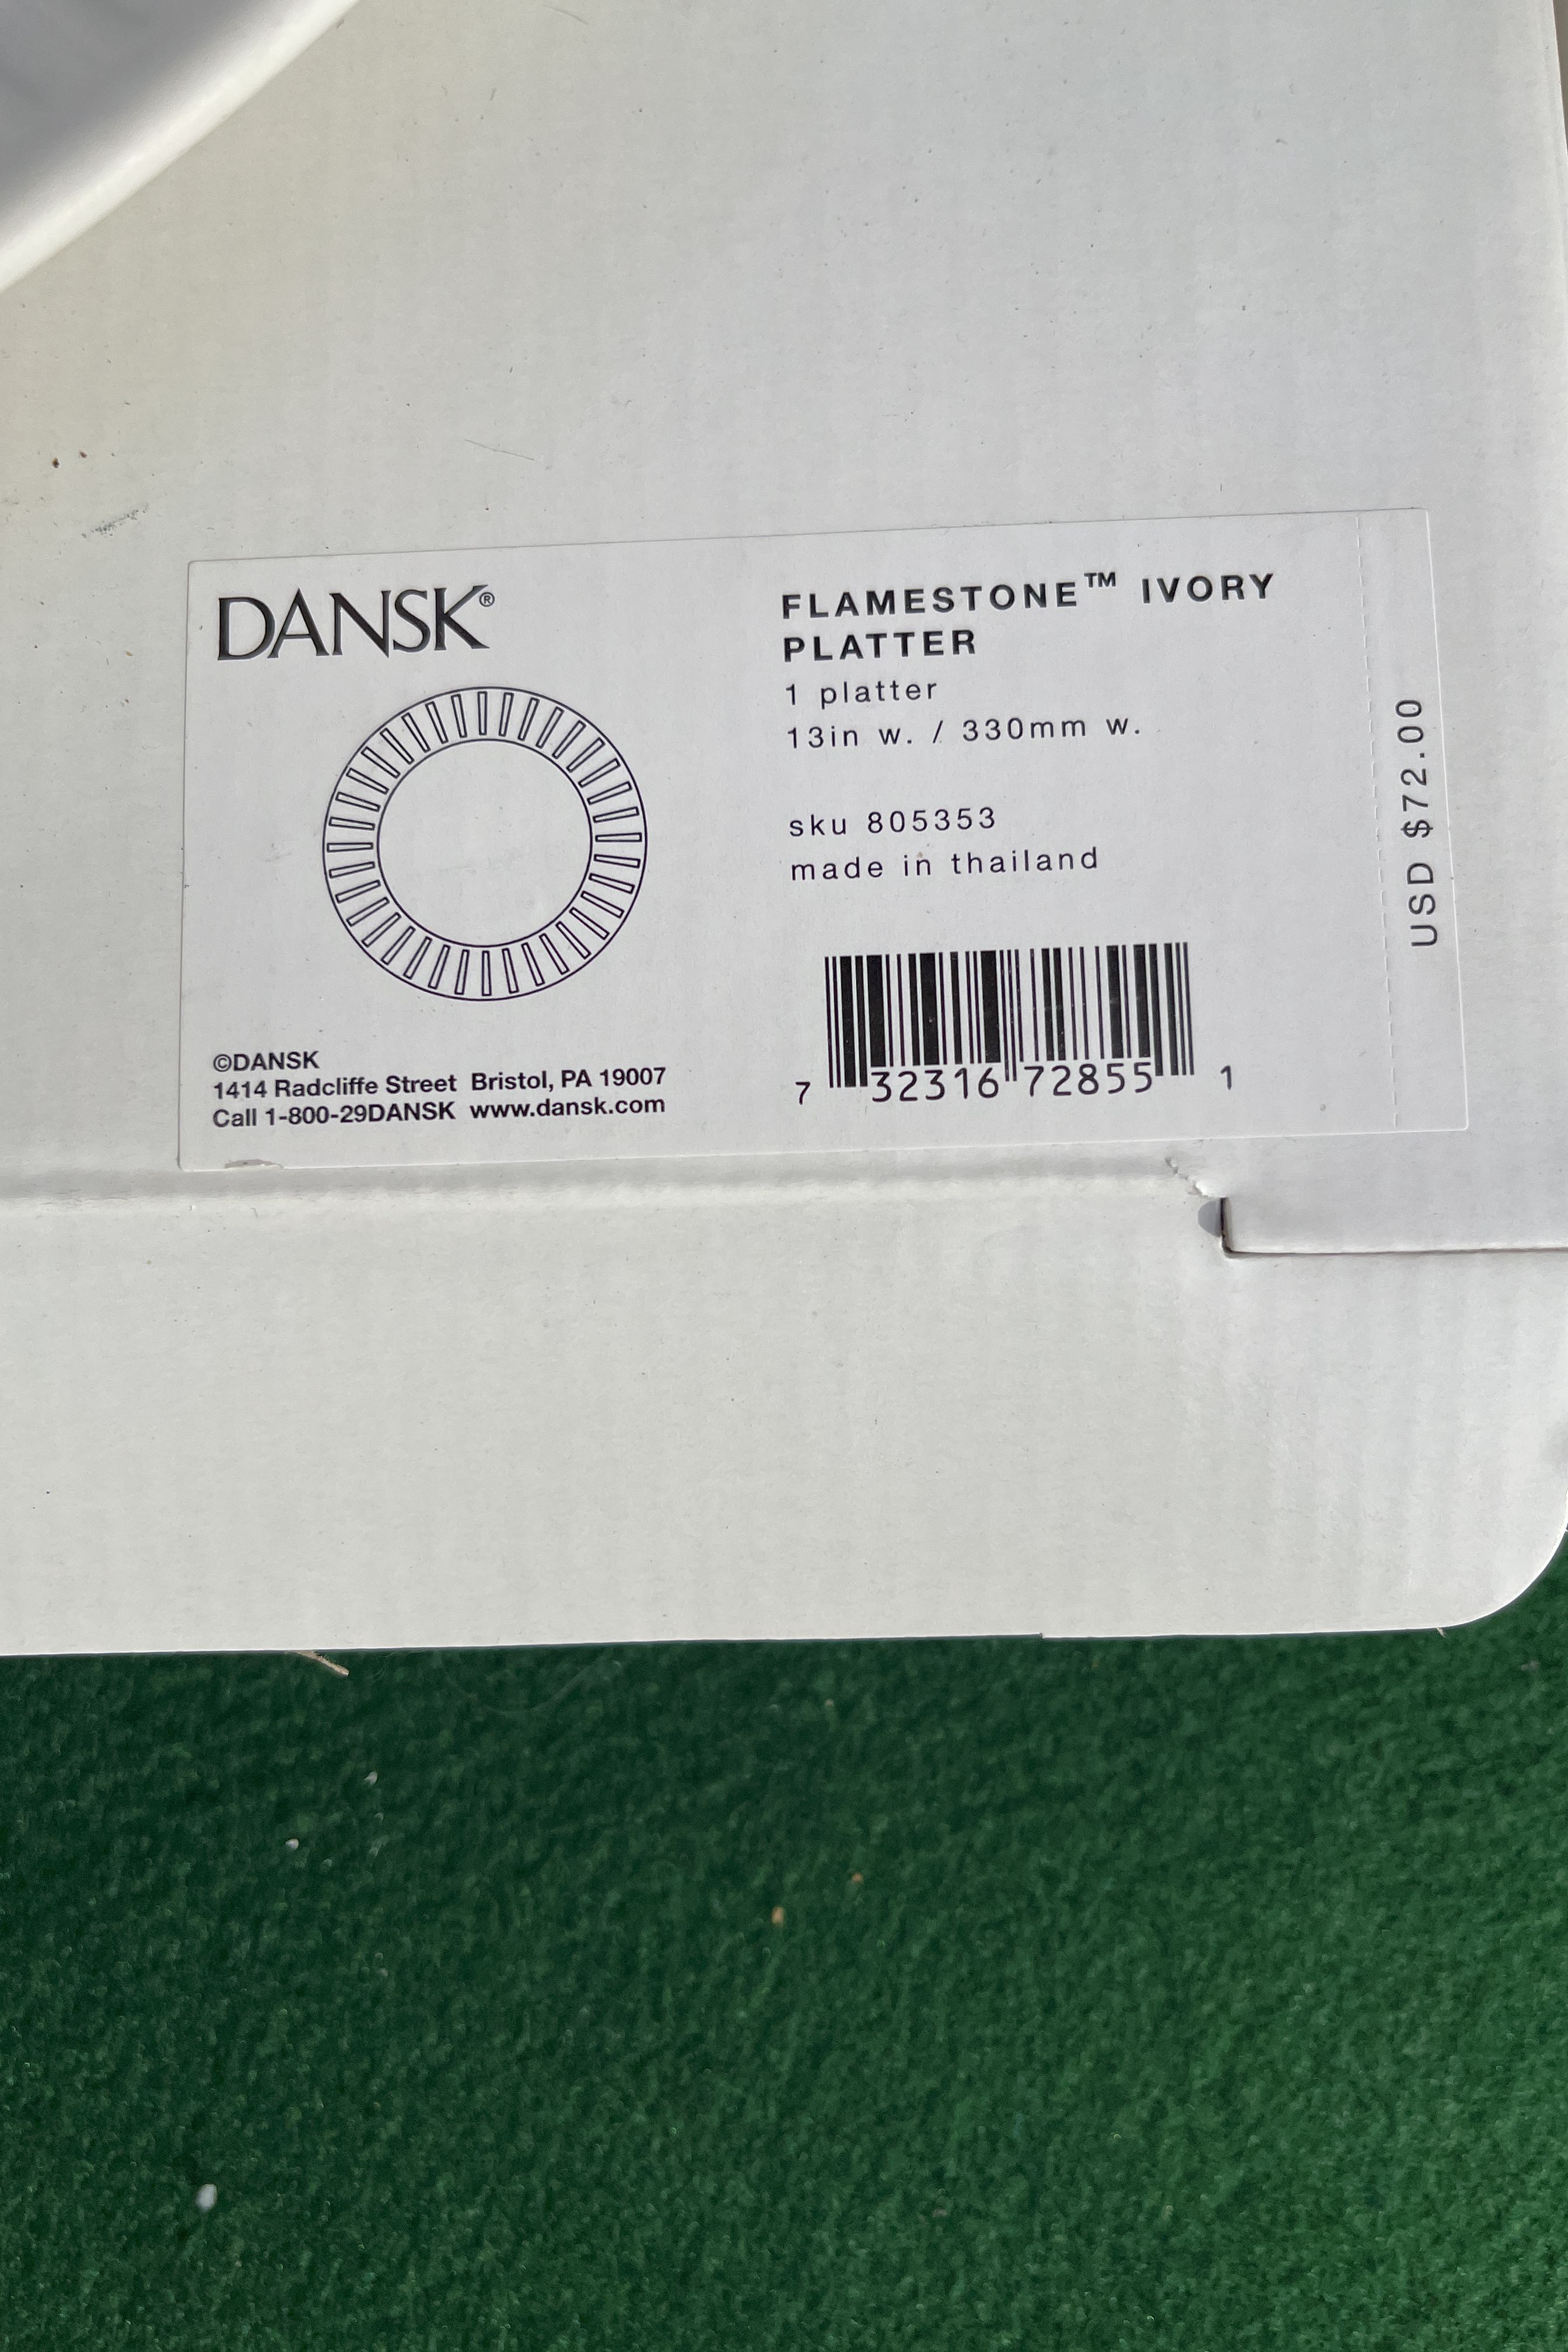 DANSK®
FLAMESTONE™ IVORY
PLATTER
1 platter
13in w. / 330mm w.
sku 805353
made in thailand
7 32316 72855 1
©DANSK
1414 Radcliffe Street Bristol, PA 19007
Call 1-800-29DANSK www.dansk.com
USD $72.00